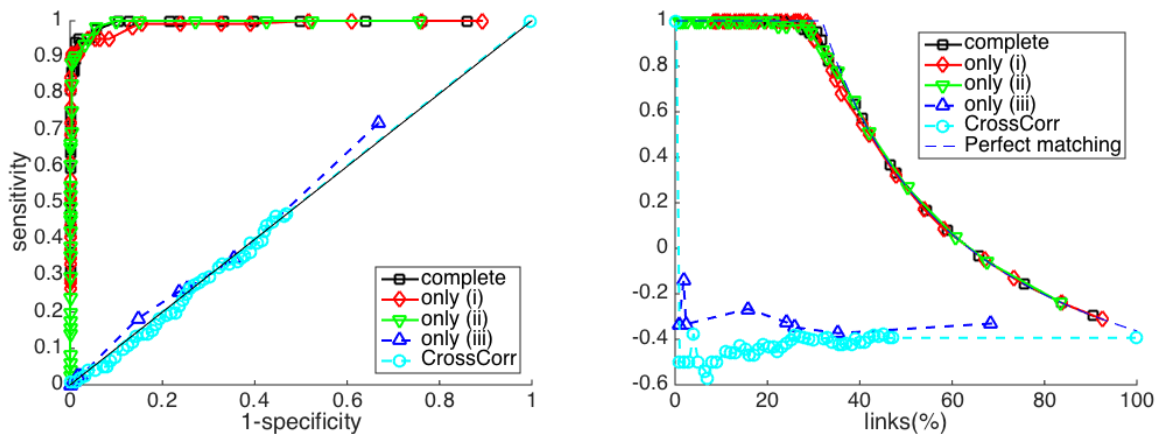 1
0.9
0.8
0.7
0.6
0.5
0.4
0.3
0.2
0.1
0
sensitivity
0 0.2 0.4 0.6 0.8 1
1-specificity
complete
only (i)
only (ii)
only (iii)
CrossCorr
1
0.8
0.6
0.4
0.2
0
-0.2
-0.4
-0.6
0 20 40 60 80 100
links(%)
complete
only (i)
only (ii)
only (iii)
CrossCorr
Perfect matching